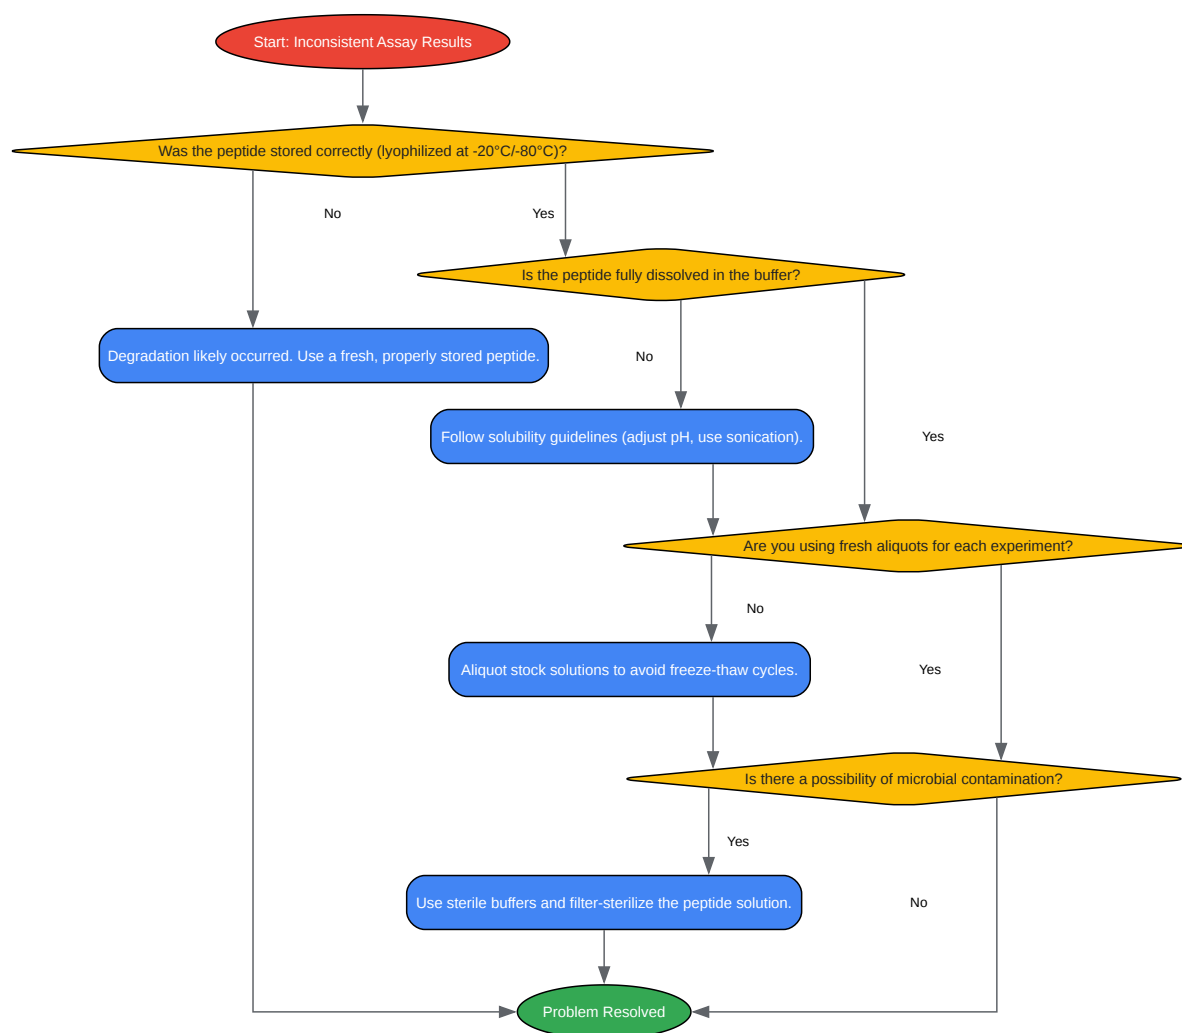 Start: Inconsistent Assay Results
Was the peptide stored correctly (lyophilized at -20°C/-80°C)?
No
Yes
Is the peptide fully dissolved in the buffer?
Degradation likely occurred. Use a fresh, properly stored peptide.
No
Follow solubility guidelines (adjust pH, use sonication).
Yes
Are you using fresh aliquots for each experiment?
No
Aliquot stock solutions to avoid freeze-thaw cycles.
Yes
Is there a possibility of microbial contamination?
Yes
Use sterile buffers and filter-sterilize the peptide solution.
No
Problem Resolved